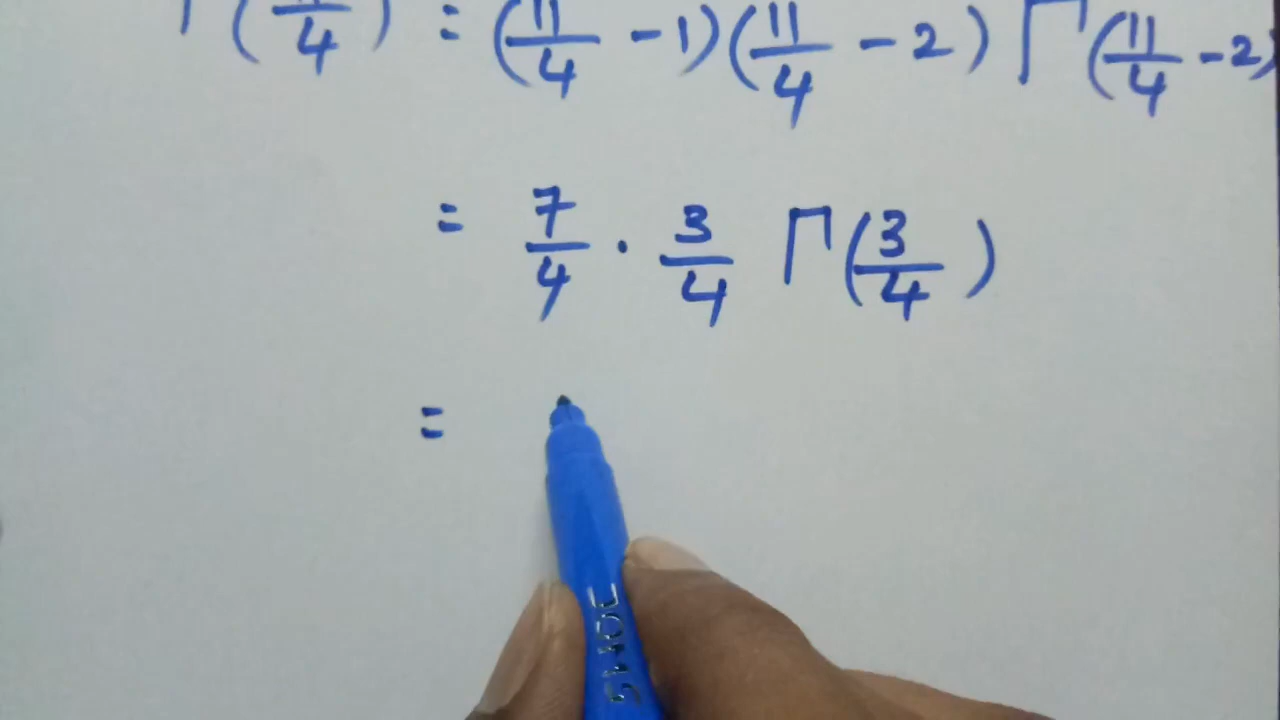 Γ(11/4) = (11/4 - 1)(11/4 - 2) Γ(11/4 - 2)
= 7/4 · 3/4 Γ(3/4)
=